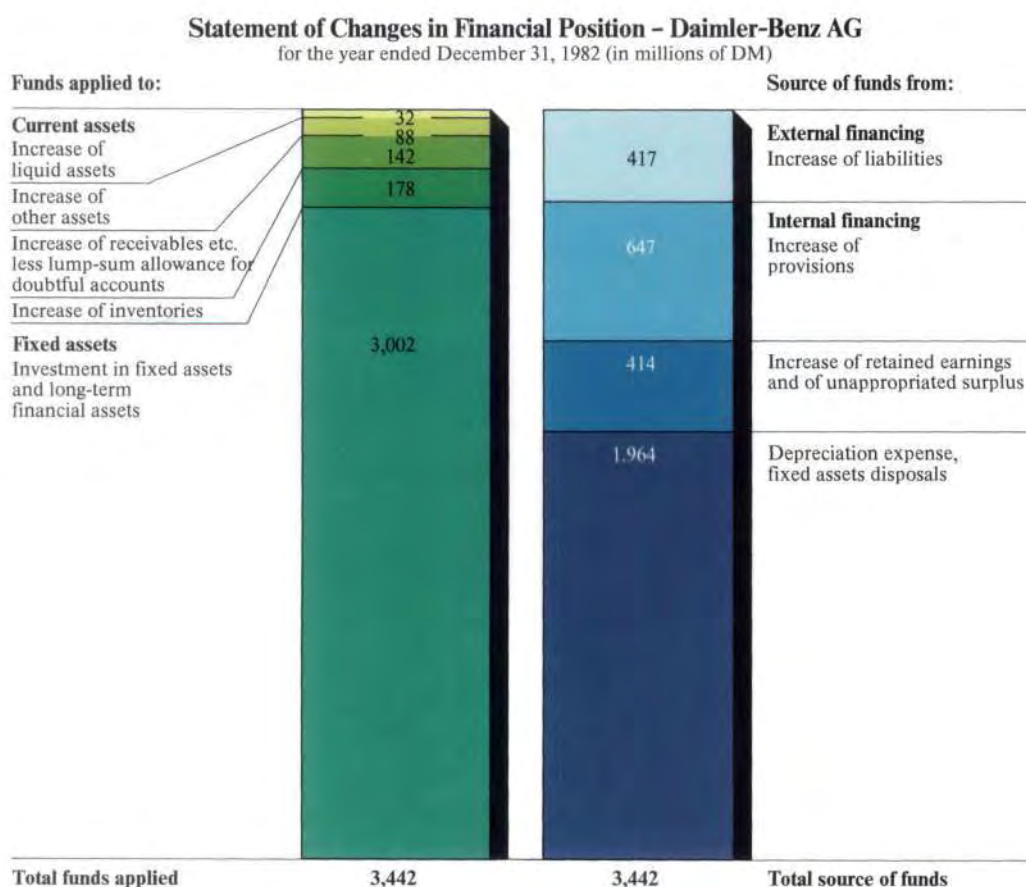 Statement of Changes in Financial Position – Daimler-Benz AG
for the year ended December 31, 1982 (in millions of DM)
Funds applied to:
Current assets
Increase of
liquid assets
Increase of
other assets
Increase of receivables etc.
less lump-sum allowance for
doubtful accounts
Increase of inventories
Fixed assets
Investment in fixed assets
and long-term
financial assets
32
88
142
178
3,002
Source of funds from:
417
External financing
Increase of liabilities
647
Internal financing
Increase of
provisions
414
Increase of retained earnings
and of unappropriated surplus
1.964
Depreciation expense,
fixed assets disposals
Total funds applied 3,442 3,442 Total source of funds